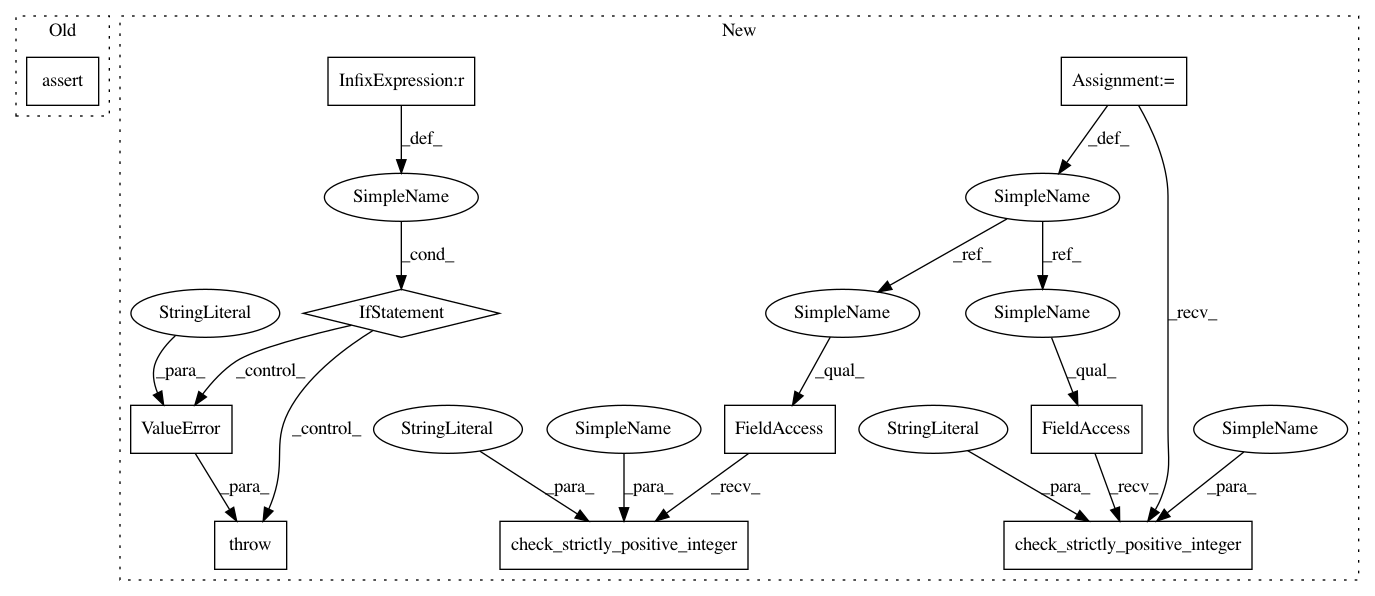 Old
New
assert
InfixExpression:r
Assignment:=
_def_
_def_
SimpleName
SimpleName
_cond_
_ref_
_ref_
StringLiteral
IfStatement
SimpleName
SimpleName
_recv_
_para_
_control_
_qual_
_qual_
_control_
ValueError
StringLiteral
SimpleName
FieldAccess
StringLiteral
FieldAccess
SimpleName
_para_
_para_
_para_
_recv_
_para_
_recv_
_para_
throw
check_strictly_positive_integer
check_strictly_positive_integer